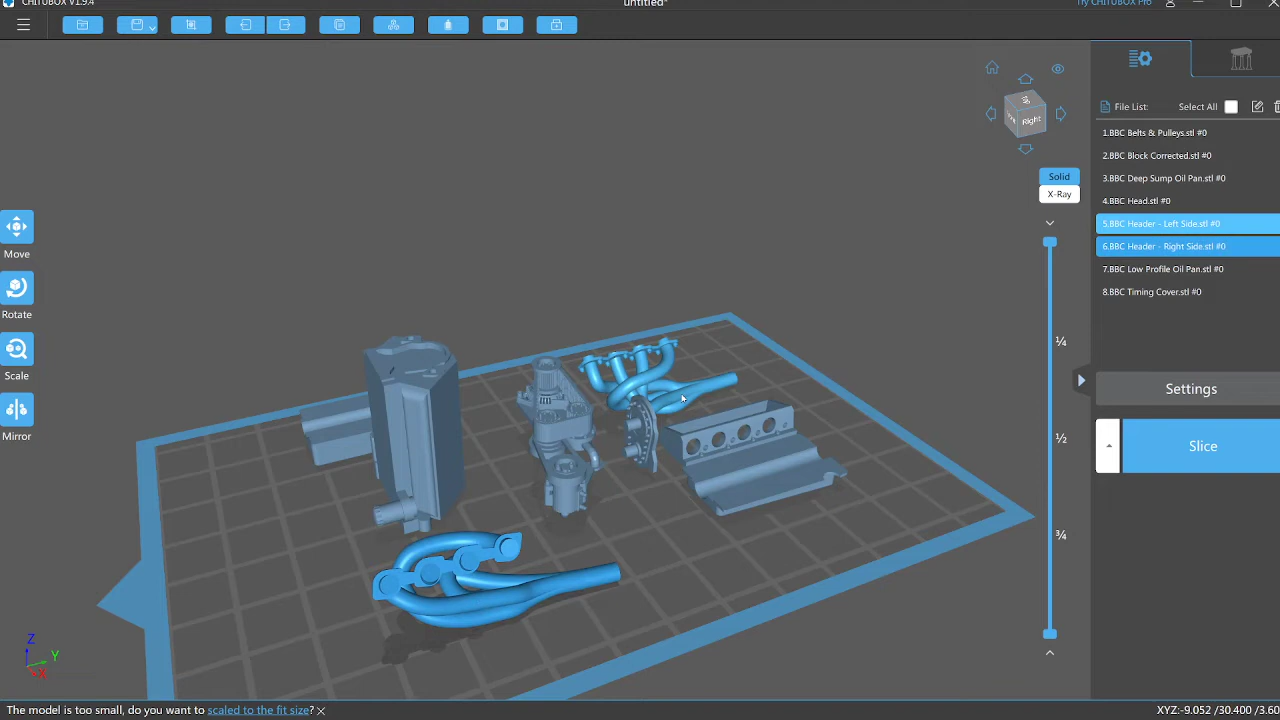 CHITUBOX V1.9.4
untitled*
Try CHITUBOX Pro
Right
File List:
Select All
1.BBC Belts & Pulleys.stl #0
2.BBC Block Corrected.stl #0
3.BBC Deep Sump Oil Pan.stl #0
4.BBC Head.stl #0
5.BBC Header - Left Side.stl #0
6.BBC Header - Right Side.stl #0
7.BBC Low Profile Oil Pan.stl #0
8.BBC Timing Cover.stl #0
Solid
X-Ray
Move
Rotate
Scale
Mirror
¼
½
¾
Settings
Slice
Z
Y
X
The model is too small, do you want to scaled to the fit size?
XYZ:-9.052 /30.400 /3.60